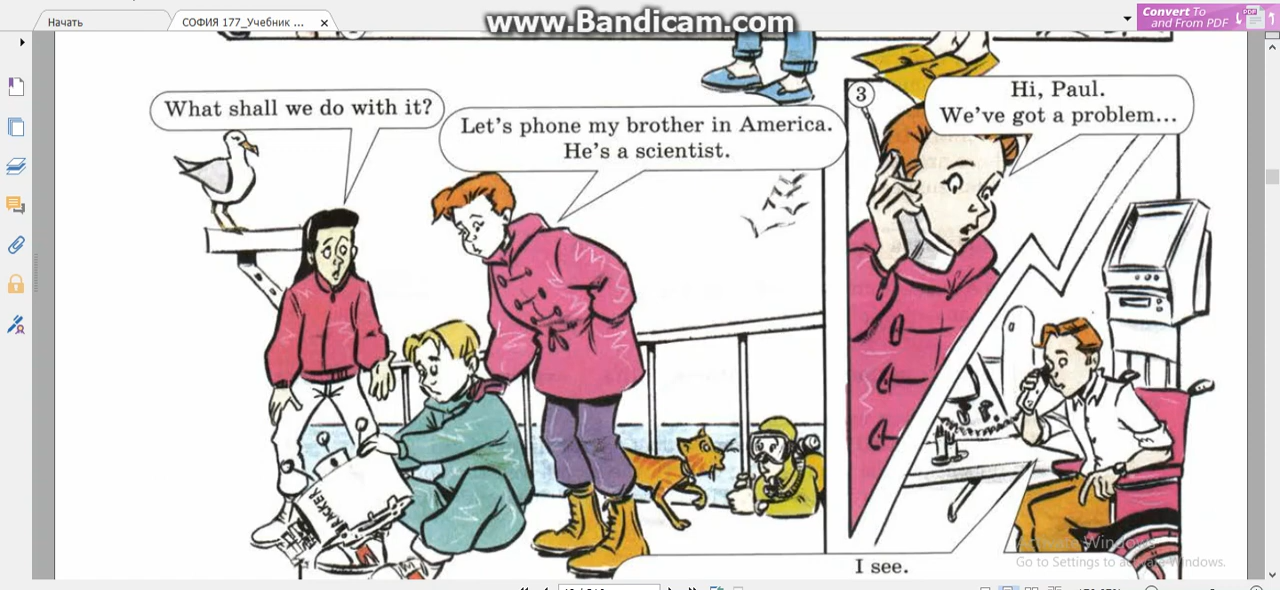 www.Bandicam.com
Начать
СОФИЯ 177_Учебник ...
Convert To
and From PDF
What shall we do with it?
Let's phone my brother in America.
He's a scientist.
3
Hi, Paul.
We've got a problem...
I see.
Go to Settings to activate Windows.